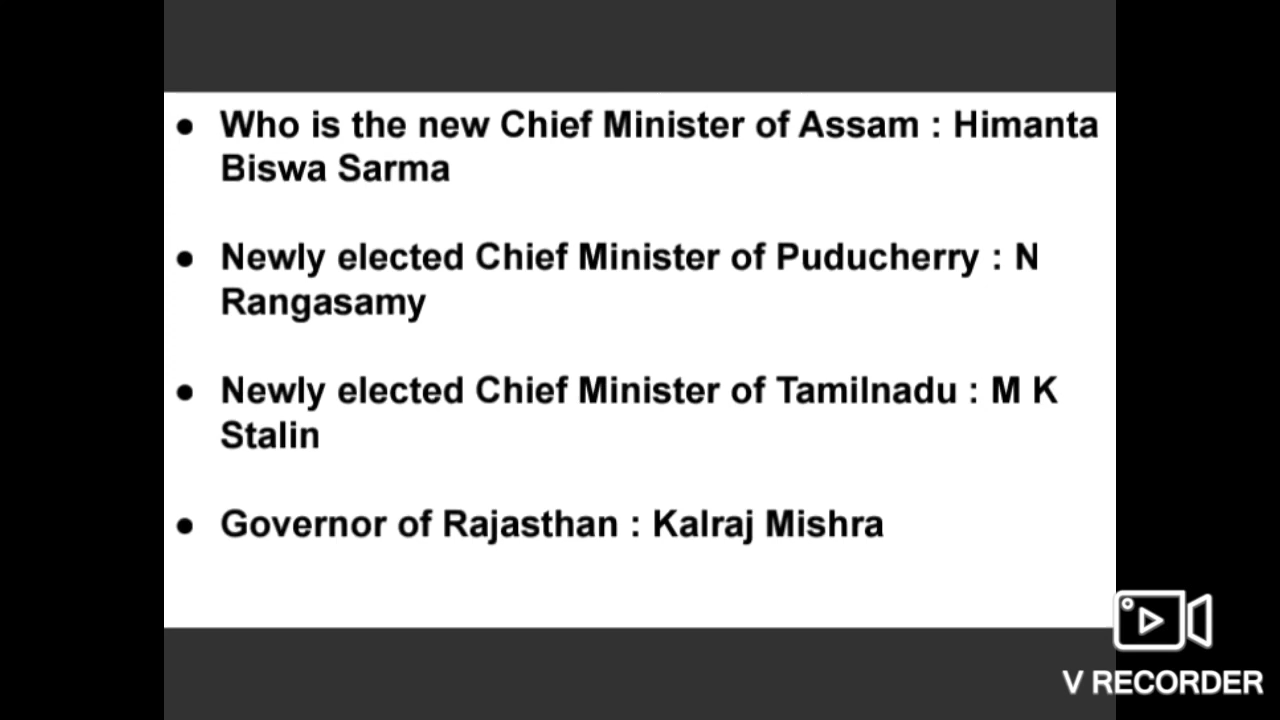 ● Who is the new Chief Minister of Assam : Himanta
Biswa Sarma
● Newly elected Chief Minister of Puducherry : N
Rangasamy
● Newly elected Chief Minister of Tamilnadu : M K
Stalin
● Governor of Rajasthan : Kalraj Mishra
V RECORDER